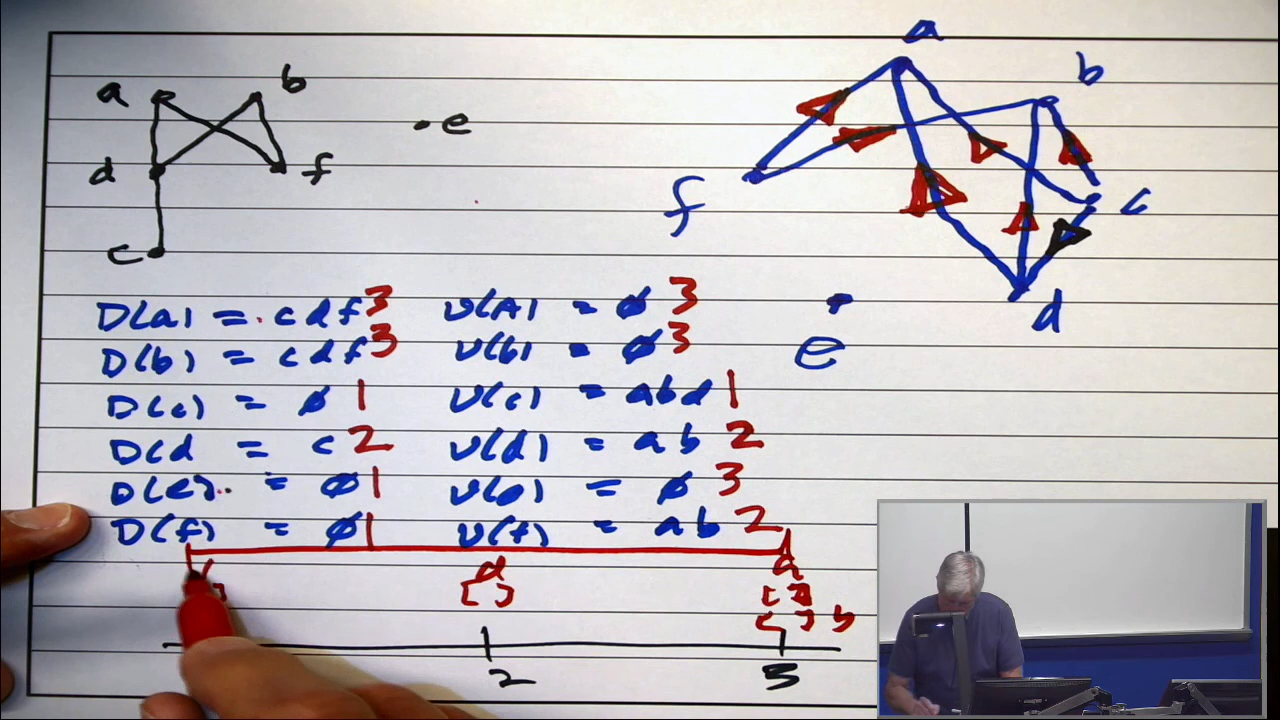 a b
e
d f
c
a
b
f
c
d
e
D(a) = cdf 3 U(A) = ø 3
D(b) = cdf 3 U(b) = ø 3
D(c) = ø 1 U(c) = abd 1
D(d = c 2 U(d) = ab 2
D(e) = ø 1 U(e) = ø 3
D(f) = ø 1 U(f) = ab 2
d a
[ ] [ ]
[ ] b
2 3